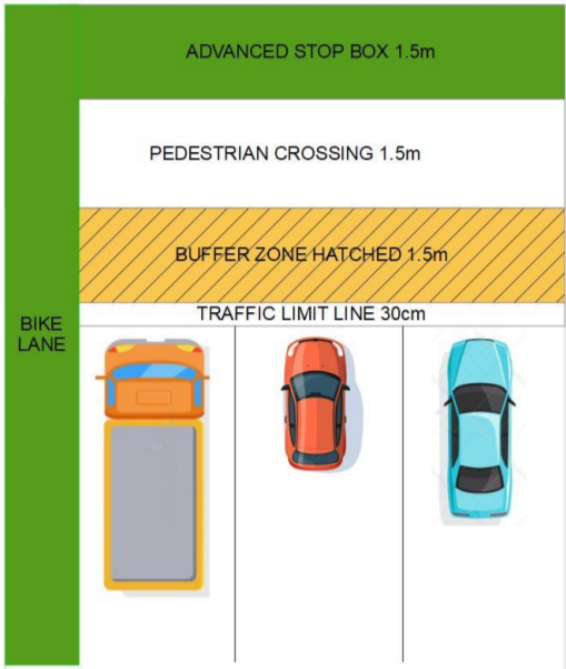 ADVANCED STOP BOX 1.5m
PEDESTRIAN CROSSING 1.5m
BUFFER ZONE HATCHED 1.5m
TRAFFIC LIMIT LINE 30cm
BIKE
LANE